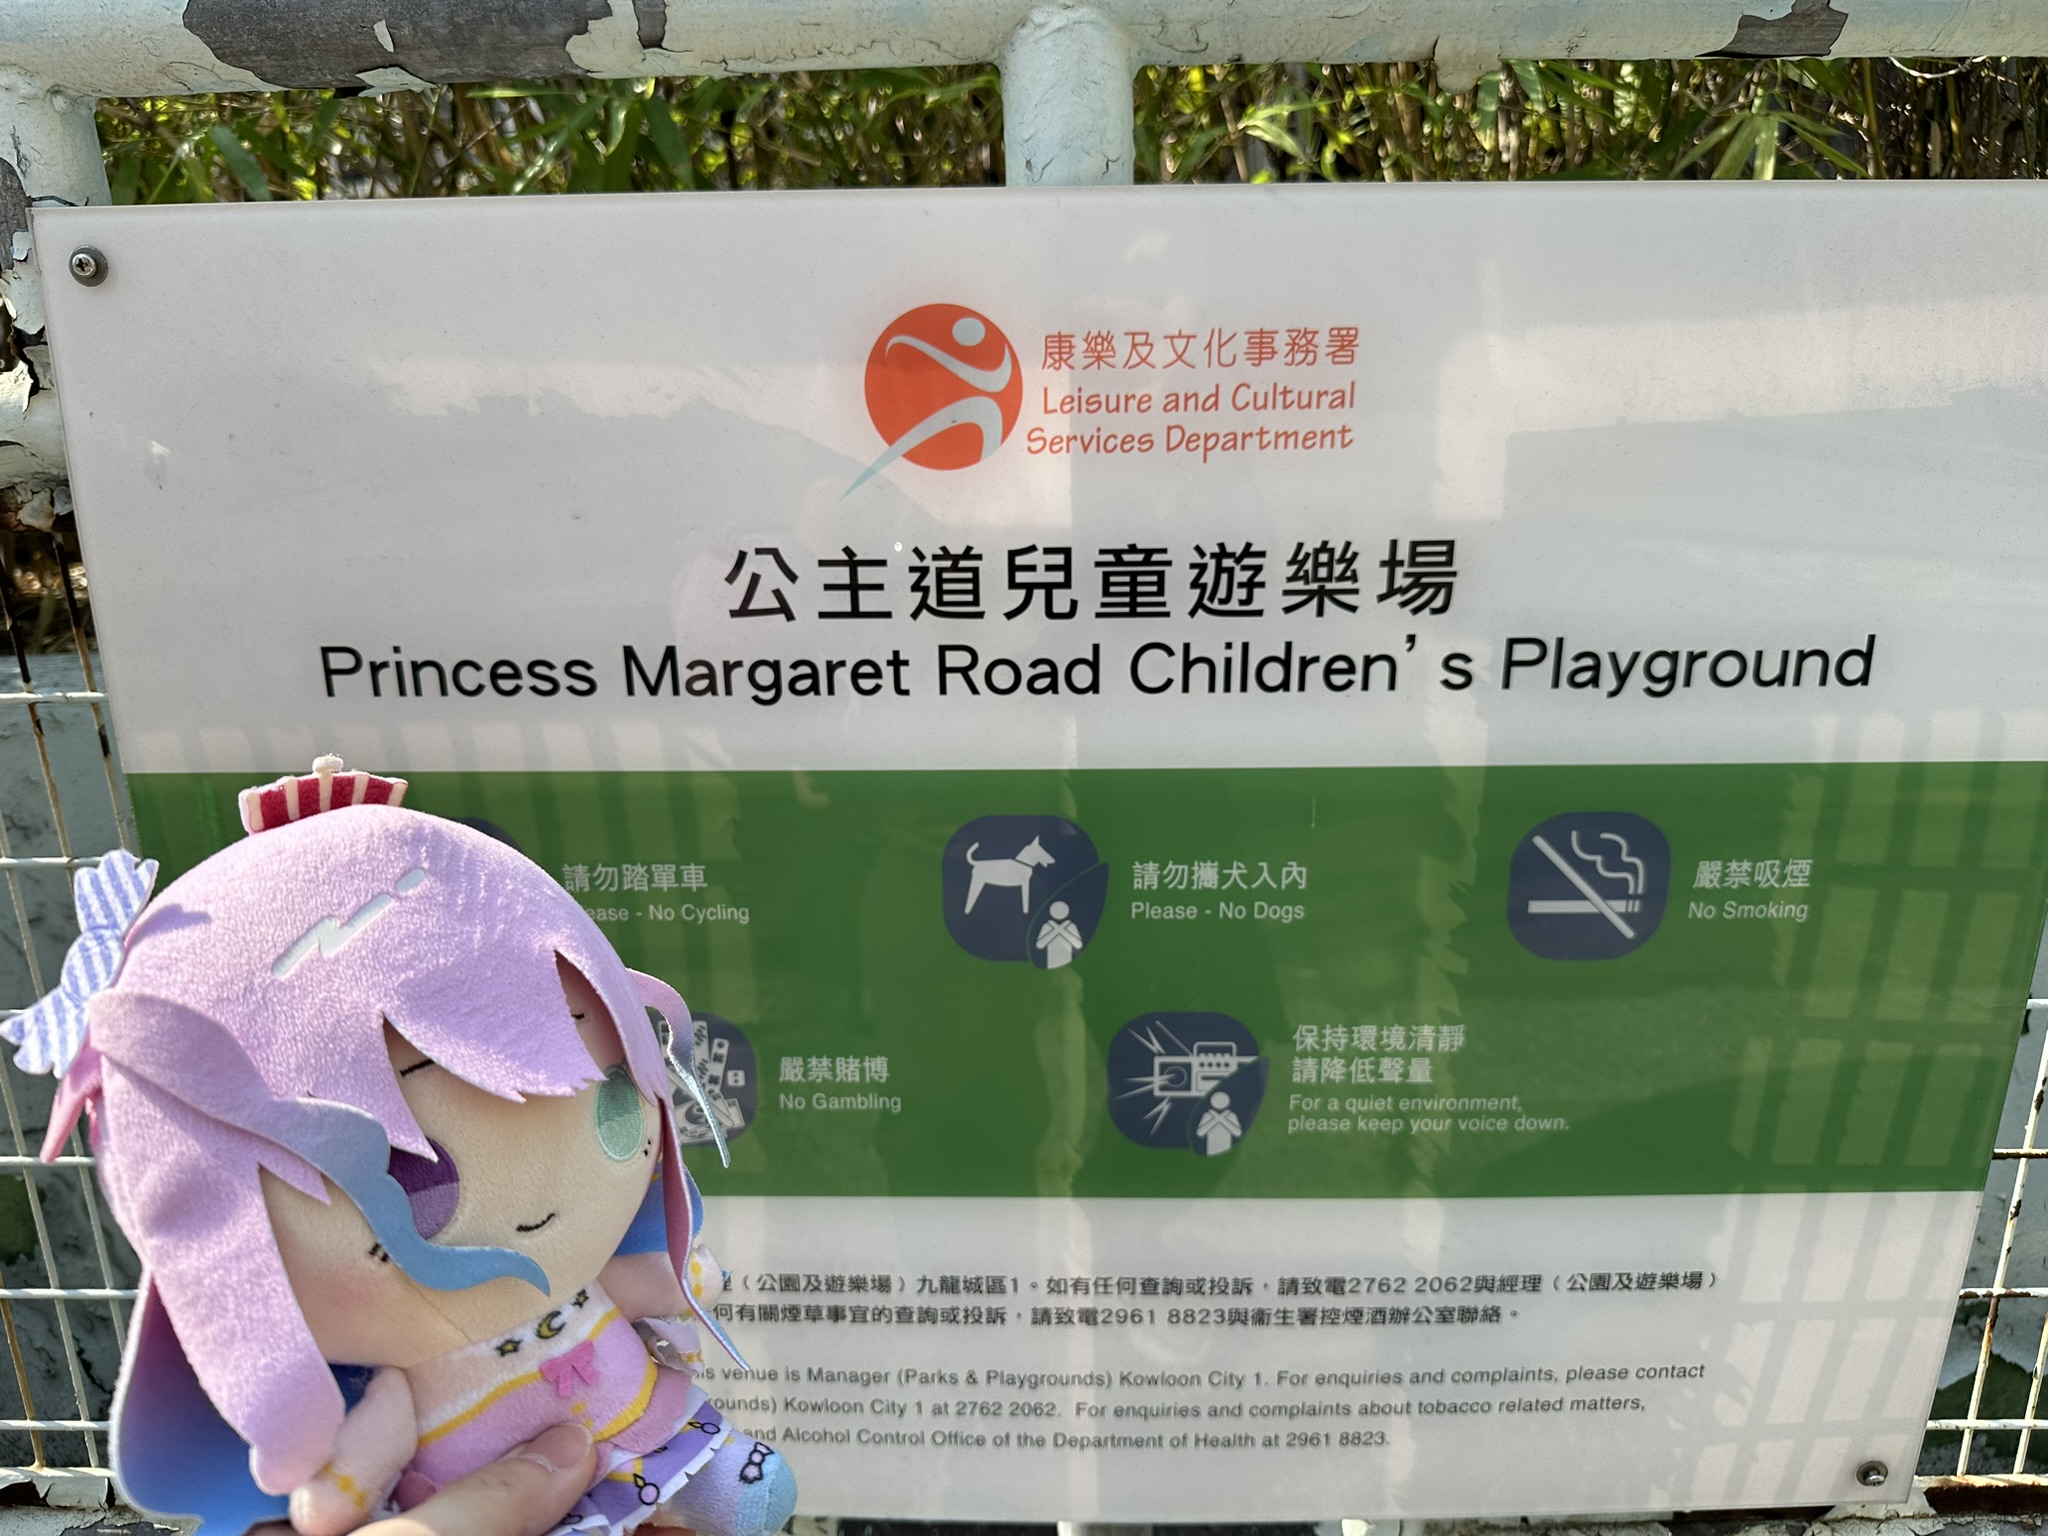 康樂及文化事務署
Leisure and Cultural
Services Department
公主道兒童遊樂場
Princess Margaret Road Children's Playground
請勿踏單車
No Cycling
請勿攜犬入內
Please - No Dogs
嚴禁吸煙
No Smoking
嚴禁賭博
No Gambling
保持環境清靜
請降低聲量
For a quiet environment,
please keep your voice down.
（公園及遊樂場）九龍城區1。如有任何查詢或投訴，請致電2762 2062與經理（公園及遊樂場）
何有關煙草事宜的查詢或投訴，請致電2961 8823與衞生署控煙酒辦公室聯絡。
venue is Manager (Parks & Playgrounds) Kowloon City 1. For enquiries and complaints, please contact
Kowloon City 1 at 2762 2062. For enquiries and complaints about tobacco related matters,
and Alcohol Control Office of the Department of Health at 2961 8823.